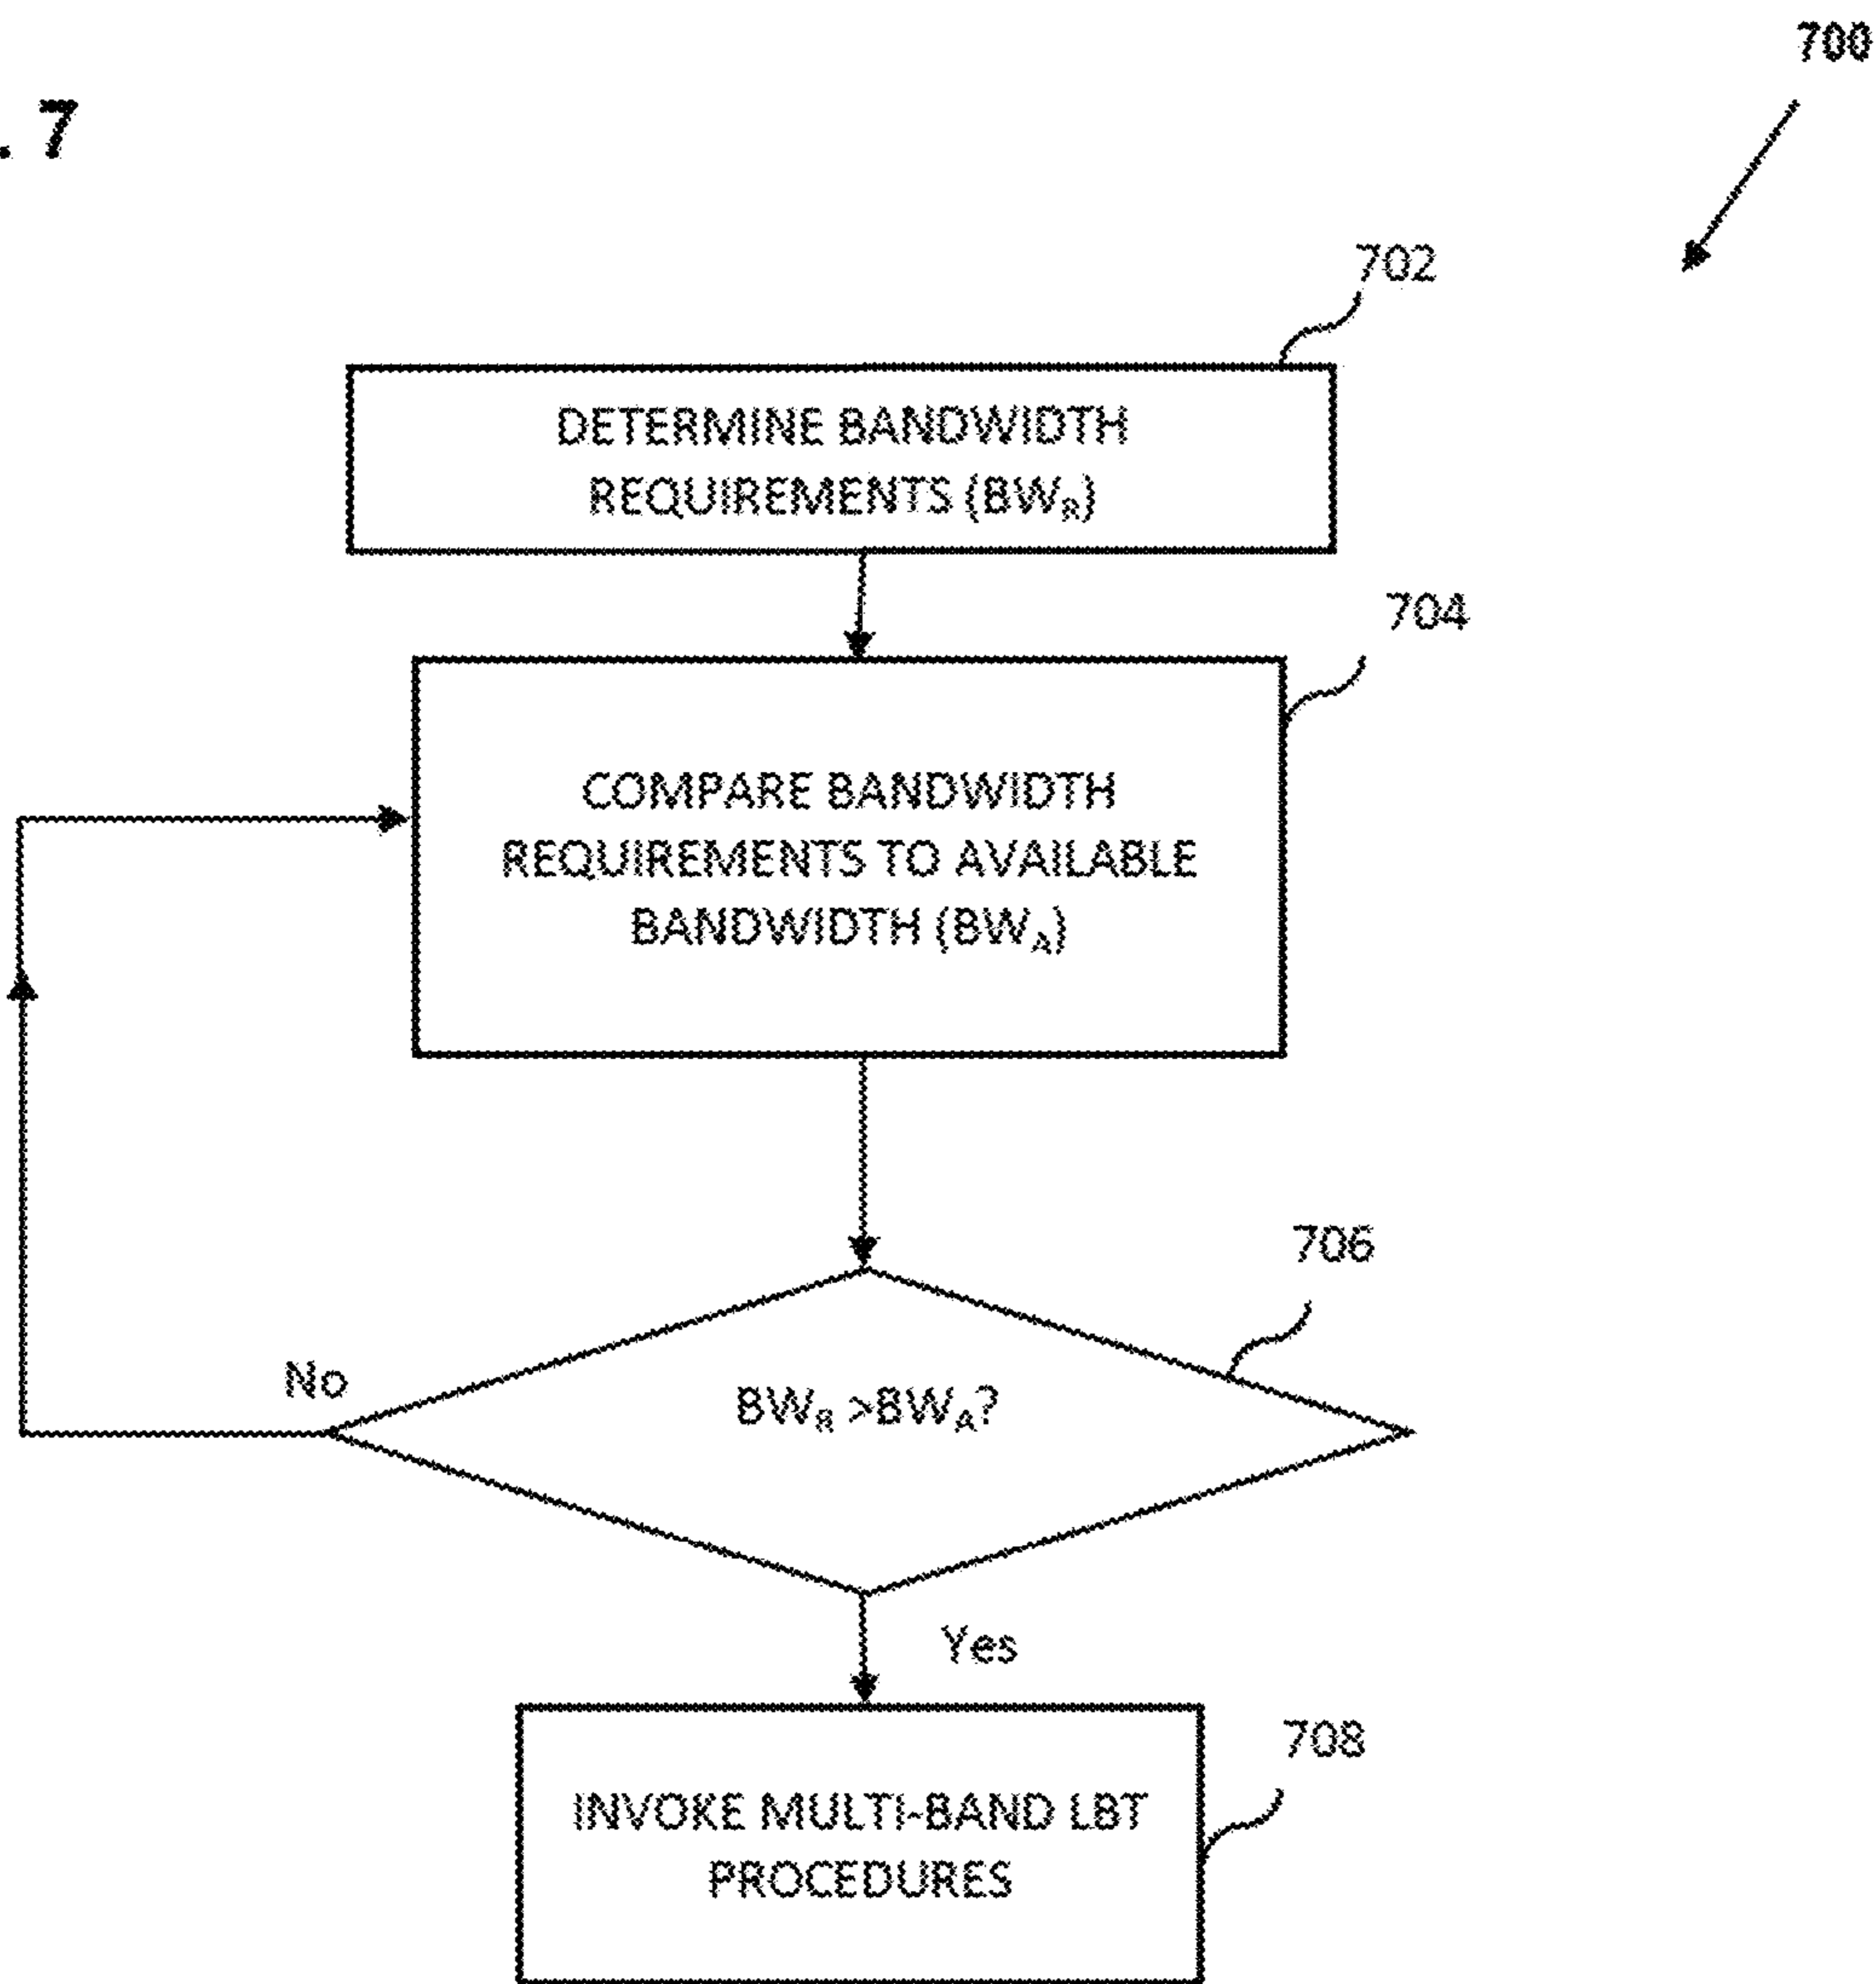 700
. 7
702
DETERMINE BANDWIDTH
REQUIREMENTS (BWR)
704
COMPARE BANDWIDTH
REQUIREMENTS TO AVAILABLE
BANDWIDTH (BWA)
706
No
BWR >BWA?
Yes
708
INVOKE MULTI-BAND LBT
PROCEDURES